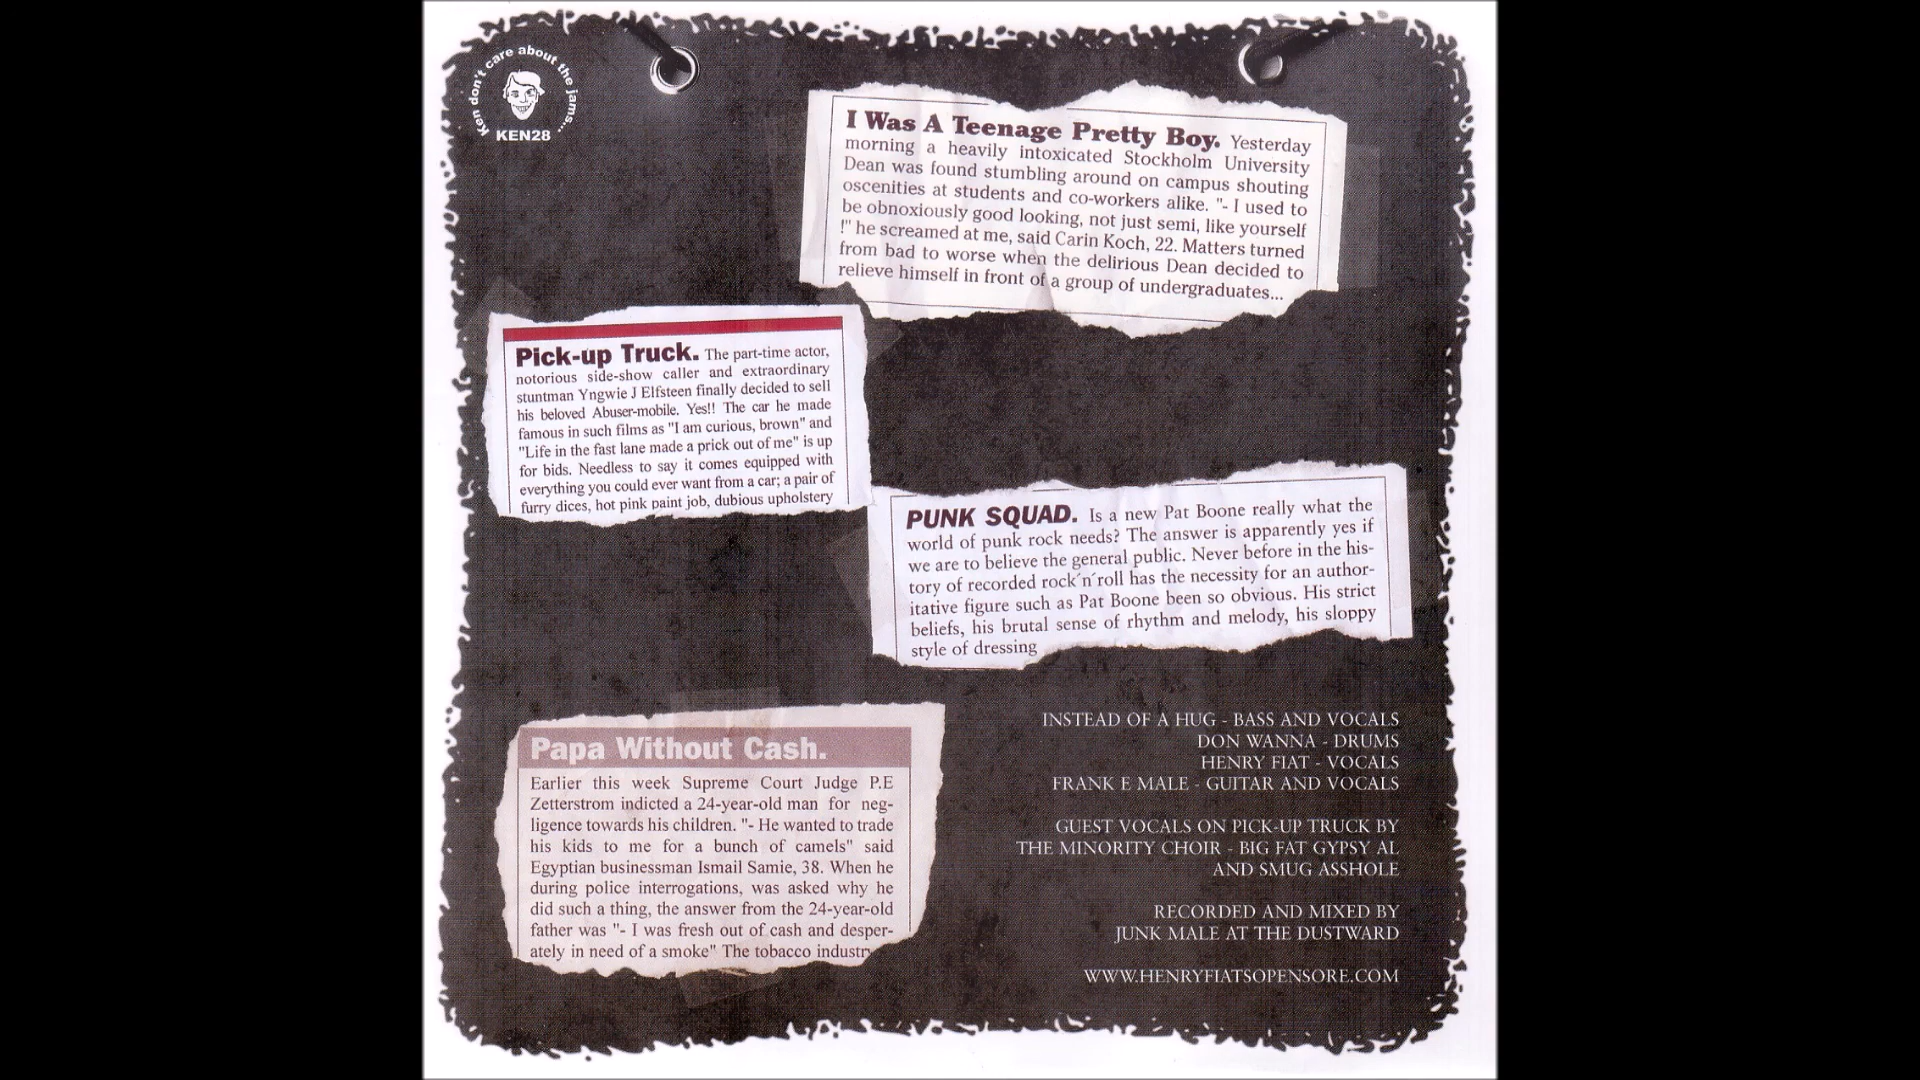 Ken don't care about the jams...
KEN28
I Was A Teenage Pretty Boy. Yesterday
morning a heavily intoxicated Stockholm University
Dean was found stumbling around on campus shouting
oscenities at students and co-workers alike. "- I used to
be obnoxiously good looking, not just semi, like yourself
!" he screamed at me, said Carin Koch, 22. Matters turned
from bad to worse when the delirious Dean decided to
relieve himself in front of a group of undergraduates...
Pick-up Truck. The part-time actor,
notorious side-show caller and extraordinary
stuntman Yngwie J Elfsteen finally decided to sell
his beloved Abuser-mobile. Yes!! The car he made
famous in such films as "I am curious, brown" and
"Life in the fast lane made a prick out of me" is up
for bids. Needless to say it comes equipped with
everything you could ever want from a car; a pair of
furry dices, hot pink paint job, dubious upholstery
PUNK SQUAD. Is a new Pat Boone really what the
world of punk rock needs? The answer is apparently yes if
we are to believe the general public. Never before in the his-
tory of recorded rock´n´roll has the necessity for an author-
itative figure such as Pat Boone been so obvious. His strict
beliefs, his brutal sense of rhythm and melody, his sloppy
style of dressing
Papa Without Cash.
Earlier this week Supreme Court Judge P.E
Zetterstrom indicted a 24-year-old man for neg-
ligence towards his children. "- He wanted to trade
his kids to me for a bunch of camels" said
Egyptian businessman Ismail Samie, 38. When he
during police interrogations, was asked why he
did such a thing, the answer from the 24-year-old
father was "- I was fresh out of cash and desper-
ately in need of a smoke" The tobacco industry
INSTEAD OF A HUG - BASS AND VOCALS
DON WANNA - DRUMS
HENRY FIAT - VOCALS
FRANK E MALE - GUITAR AND VOCALS
GUEST VOCALS ON PICK-UP TRUCK BY
THE MINORITY CHOIR - BIG FAT GYPSY AL
AND SMUG ASSHOLE
RECORDED AND MIXED BY
JUNK MALE AT THE DUSTWARD
WWW.HENRYFIATSOPENSORE.COM